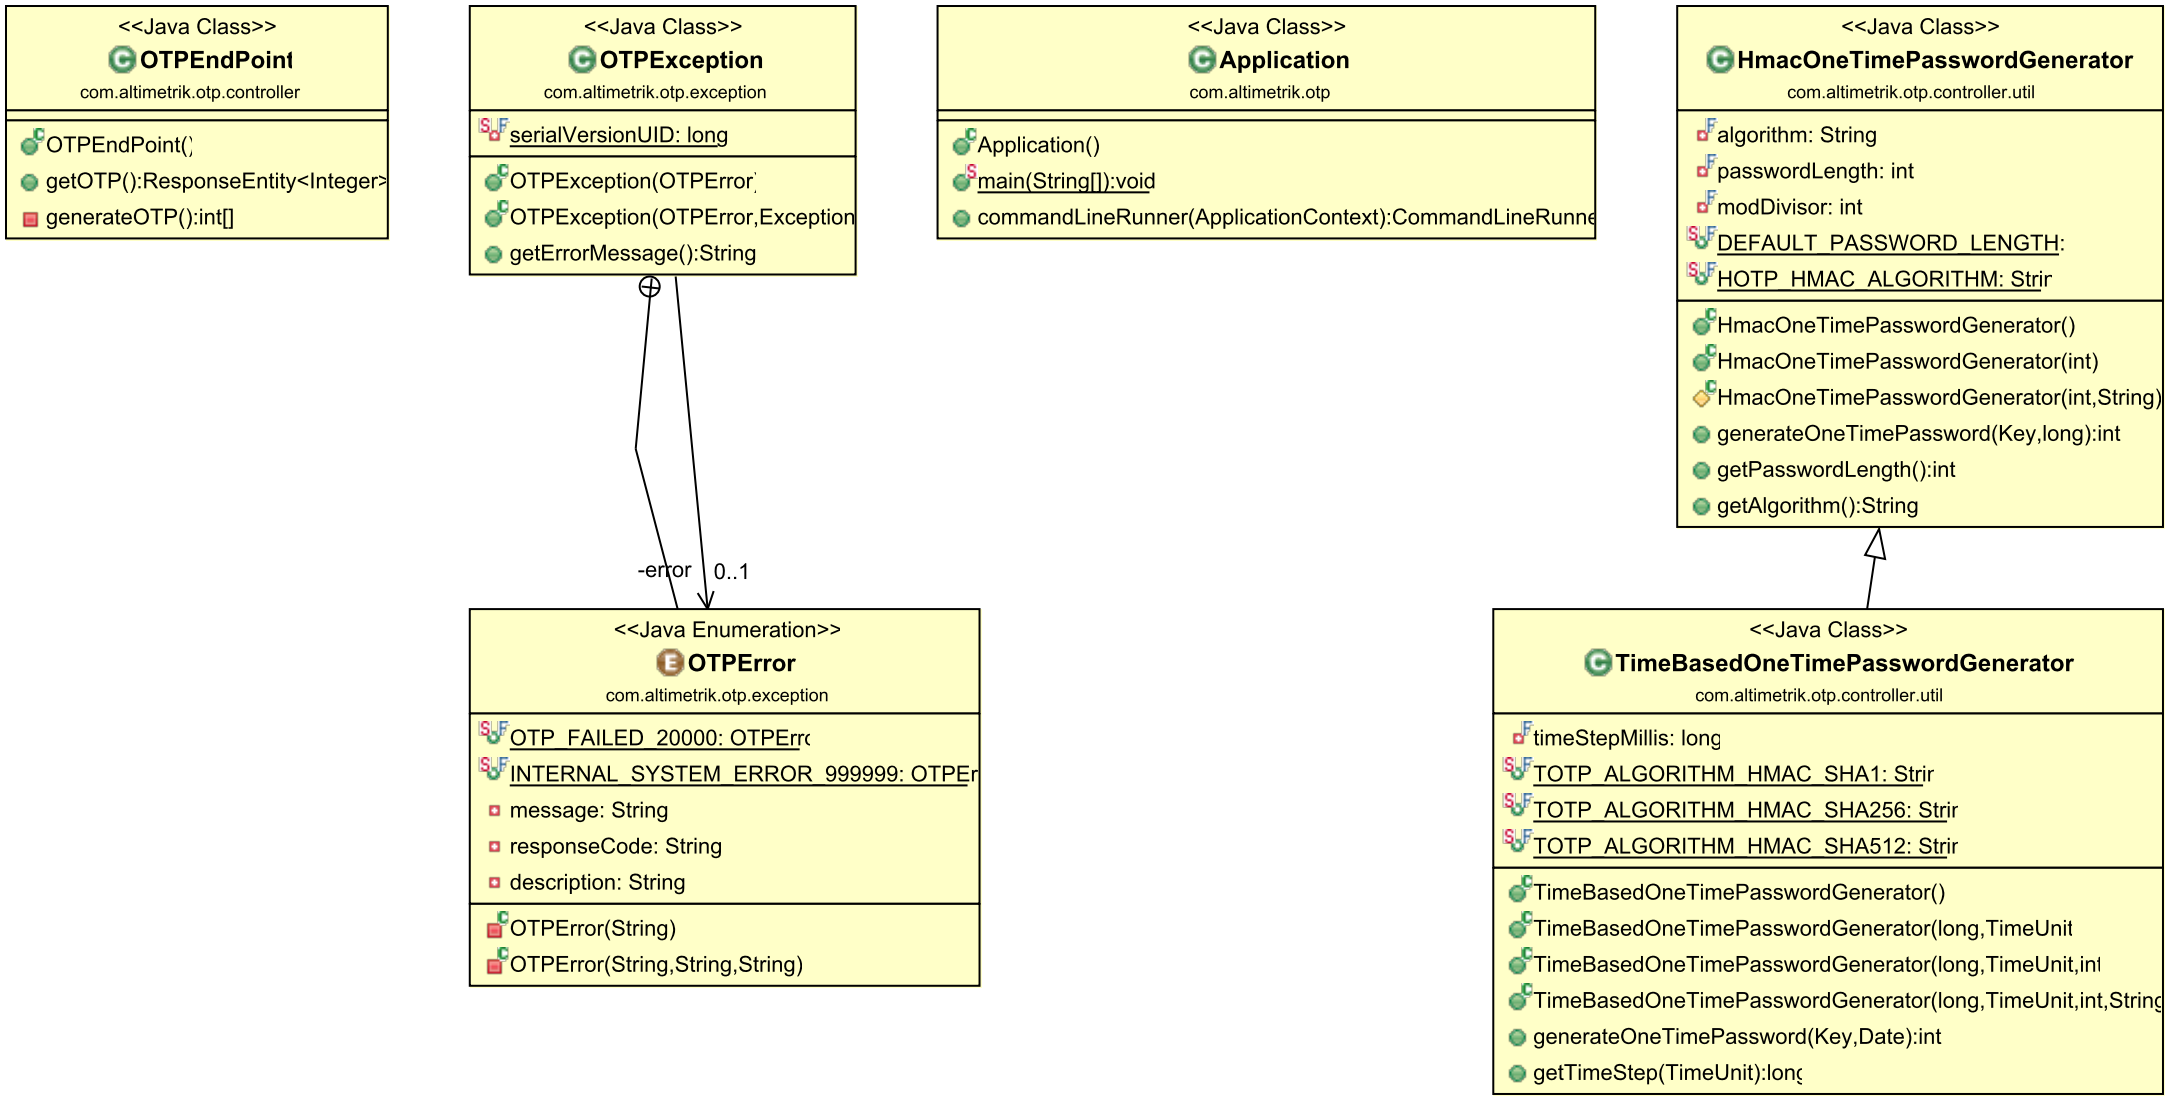 <<Java Class>>
OTPEndPoint
com.altimetrik.otp.controller
OTPEndPoint()
getOTP():ResponseEntity<Integer>
generateOTP():int[]
<<Java Class>>
OTPException
com.altimetrik.otp.exception
serialVersionUID: long
OTPException(OTPError)
OTPException(OTPError,Exception
getErrorMessage():String
<<Java Class>>
Application
com.altimetrik.otp
Application()
main(String[]):void
commandLineRunner(ApplicationContext):CommandLineRunne
<<Java Class>>
HmacOneTimePasswordGenerator
com.altimetrik.otp.controller.util
algorithm: String
passwordLength: int
modDivisor: int
DEFAULT_PASSWORD_LENGTH:
HOTP_HMAC_ALGORITHM: Strin
HmacOneTimePasswordGenerator()
HmacOneTimePasswordGenerator(int)
HmacOneTimePasswordGenerator(int,String)
generateOneTimePassword(Key,long):int
getPasswordLength():int
getAlgorithm():String
-error
0..1
<<Java Enumeration>>
OTPError
com.altimetrik.otp.exception
OTP_FAILED_20000: OTPErro
INTERNAL_SYSTEM_ERROR_999999: OTPEr
message: String
responseCode: String
description: String
OTPError(String)
OTPError(String,String,String)
<<Java Class>>
TimeBasedOneTimePasswordGenerator
com.altimetrik.otp.controller.util
timeStepMillis: long
TOTP_ALGORITHM_HMAC_SHA1: Strin
TOTP_ALGORITHM_HMAC_SHA256: Strin
TOTP_ALGORITHM_HMAC_SHA512: Strin
TimeBasedOneTimePasswordGenerator()
TimeBasedOneTimePasswordGenerator(long,TimeUnit
TimeBasedOneTimePasswordGenerator(long,TimeUnit,int
TimeBasedOneTimePasswordGenerator(long,TimeUnit,int,String
generateOneTimePassword(Key,Date):int
getTimeStep(TimeUnit):long